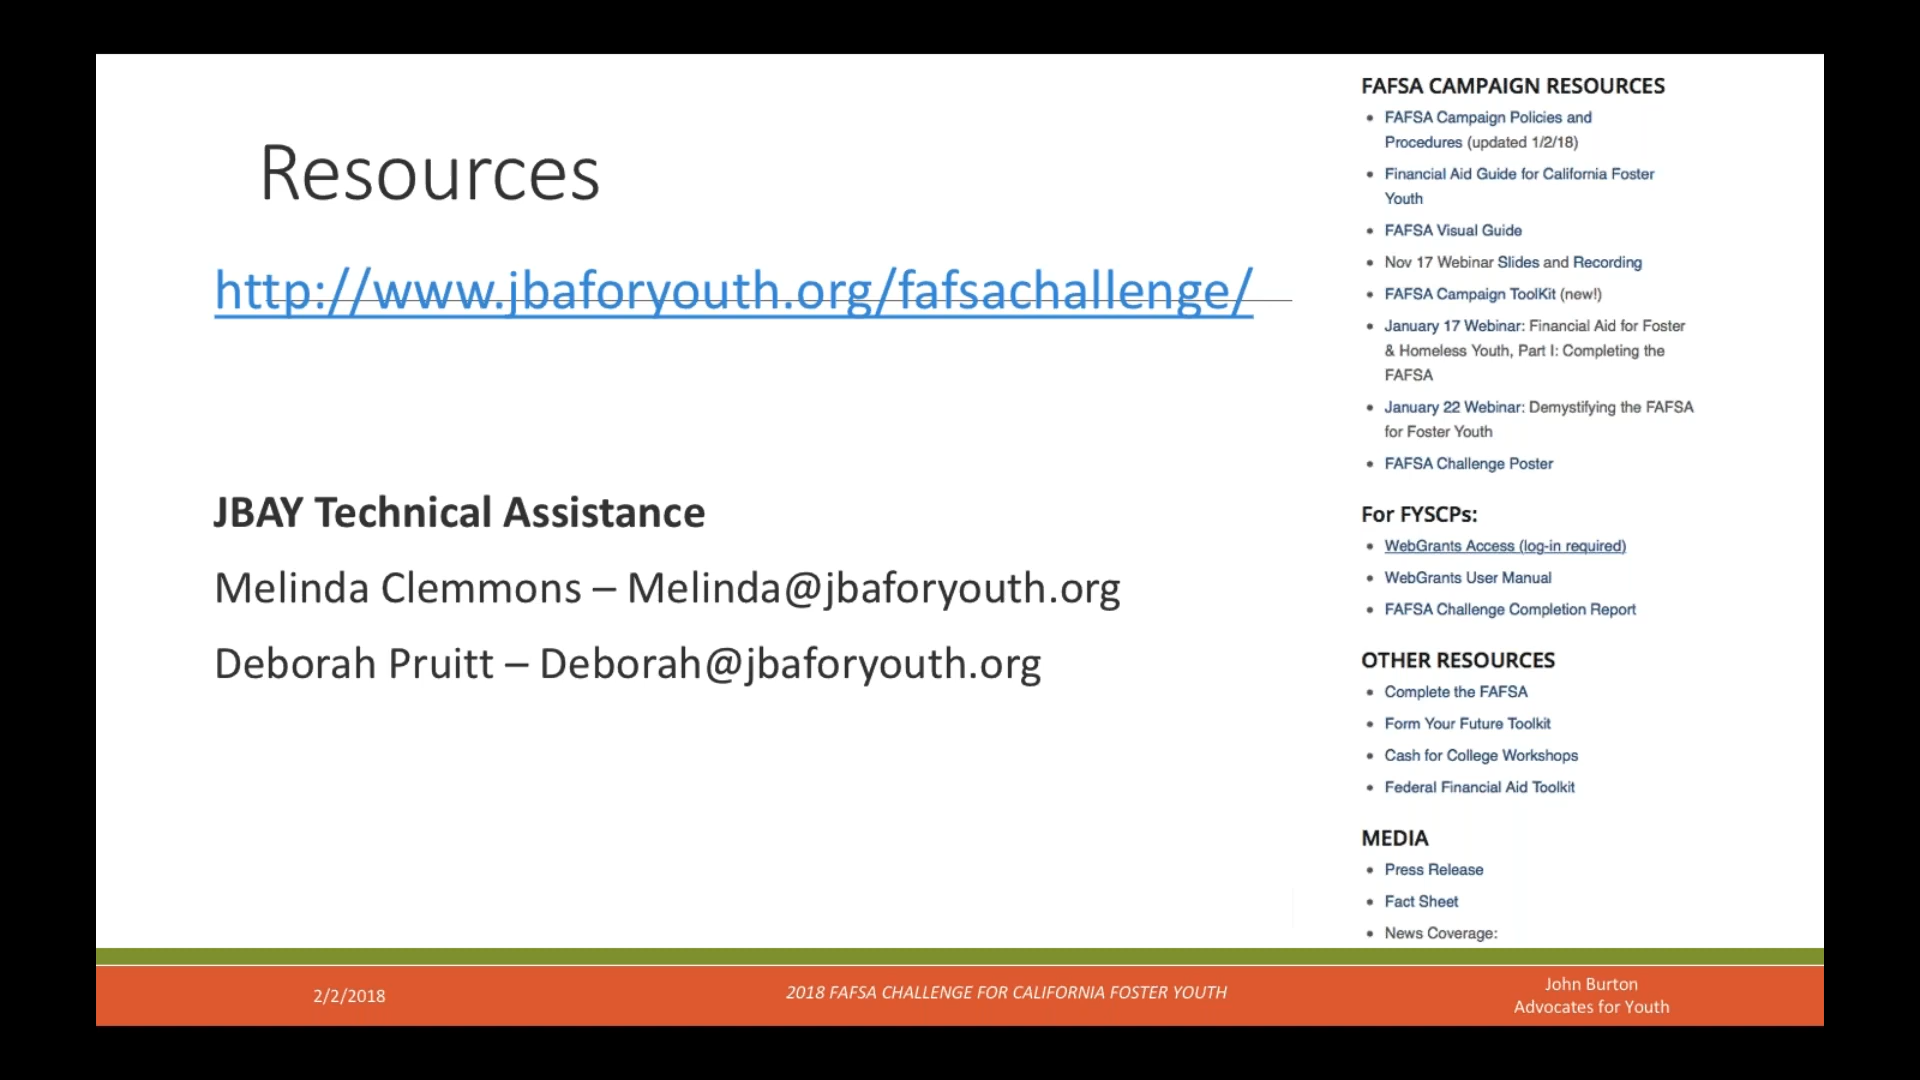 Resources
http://www.jbaforyouth.org/fafsachallenge/
JBAY Technical Assistance
Melinda Clemmons – Melinda@jbaforyouth.org
Deborah Pruitt – Deborah@jbaforyouth.org
FAFSA CAMPAIGN RESOURCES
• FAFSA Campaign Policies and
Procedures (updated 1/2/18)
• Financial Aid Guide for California Foster
Youth
• FAFSA Visual Guide
• Nov 17 Webinar Slides and Recording
• FAFSA Campaign ToolKit (new!)
• January 17 Webinar: Financial Aid for Foster
& Homeless Youth, Part I: Completing the
FAFSA
• January 22 Webinar: Demystifying the FAFSA
for Foster Youth
• FAFSA Challenge Poster
For FYSCPs:
• WebGrants Access (log-in required)
• WebGrants User Manual
• FAFSA Challenge Completion Report
OTHER RESOURCES
• Complete the FAFSA
• Form Your Future Toolkit
• Cash for College Workshops
• Federal Financial Aid Toolkit
MEDIA
• Press Release
• Fact Sheet
• News Coverage:
2/2/2018
2018 FAFSA CHALLENGE FOR CALIFORNIA FOSTER YOUTH
John Burton
Advocates for Youth